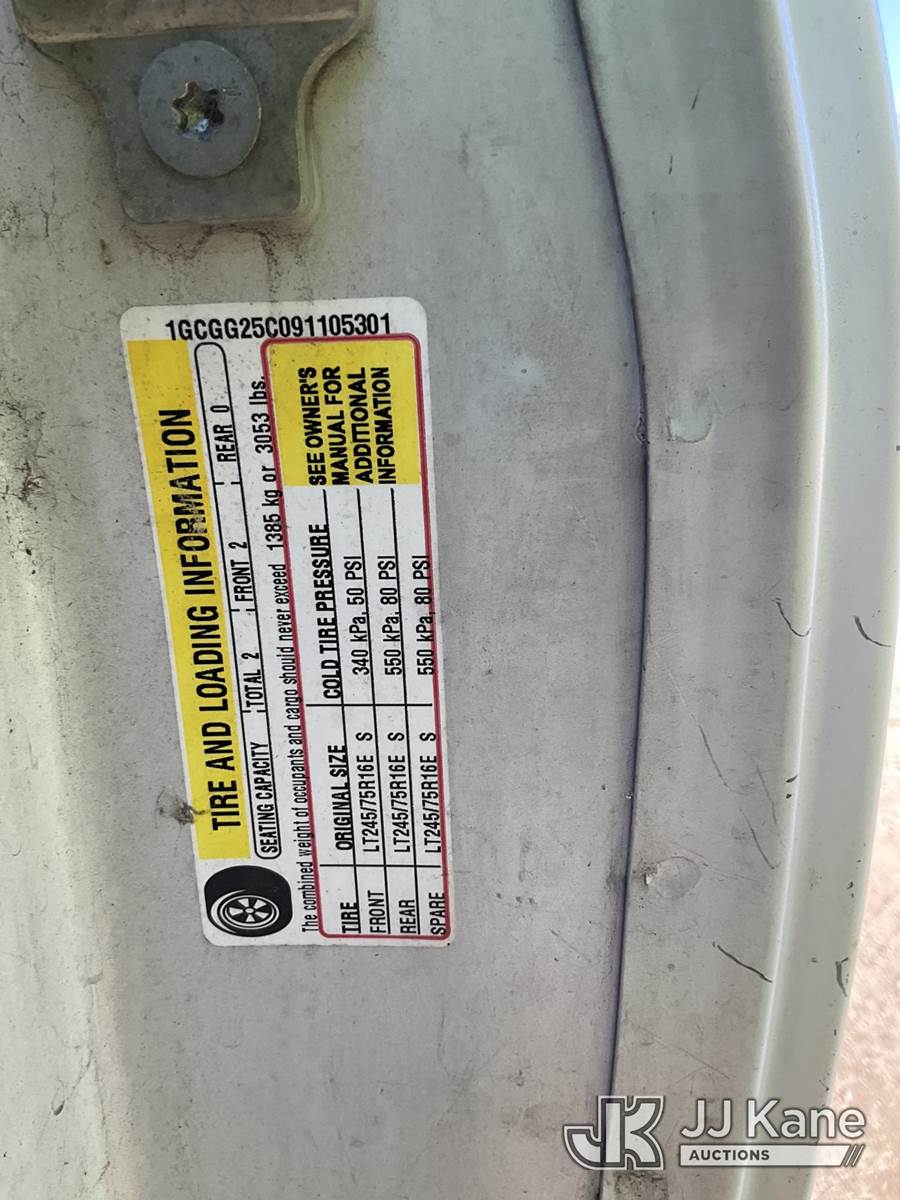 1GCGG25C091105301
TIRE AND LOADING INFORMATION
SEATING CAPACITY TOTAL 2 FRONT 2 REAR 0
The combined weight of occupants and cargo should never exceed 1385 kg or 3053 lbs.
TIRE ORIGINAL SIZE COLD TIRE PRESSURE
FRONT LT245/75R16E S 340 kPa, 50 PSI
REAR LT245/75R16E S 550 kPa, 80 PSI
SPARE LT245/75R16E S 550 kPa, 80 PSI
SEE OWNER'S
MANUAL FOR
ADDITIONAL
INFORMATION
JK JJ Kane
AUCTIONS